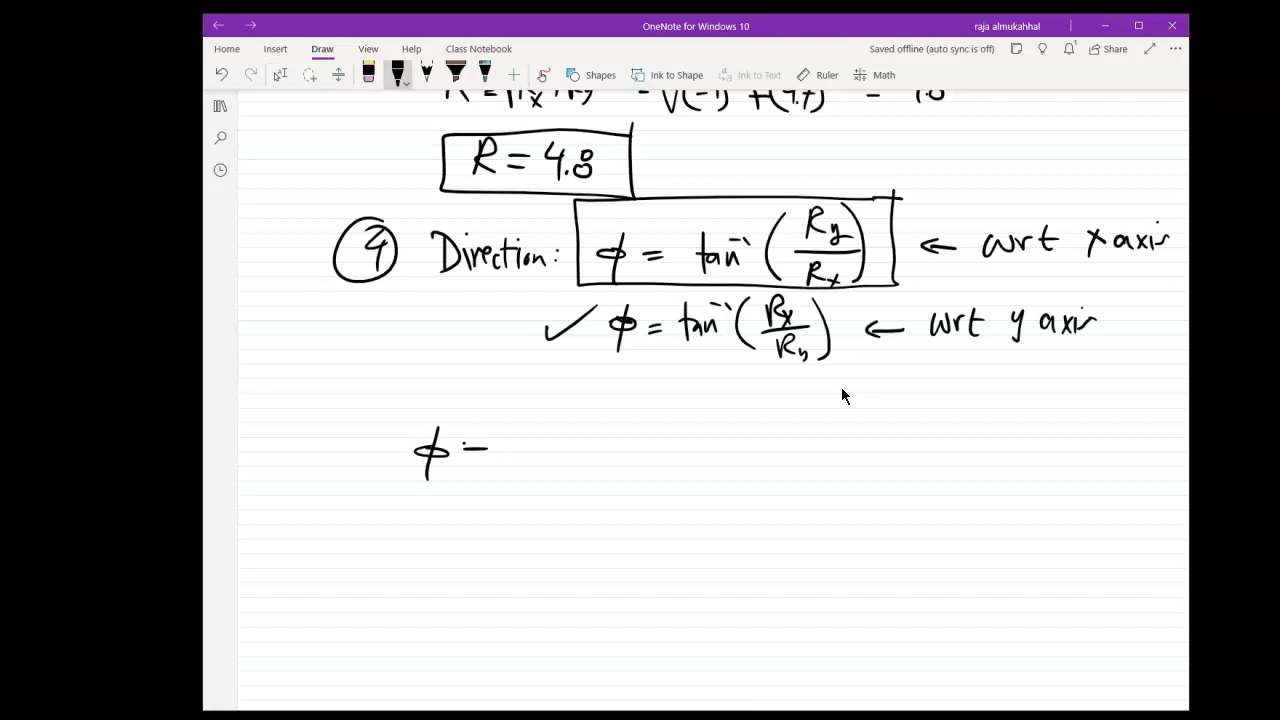 OneNote for Windows 10
raja almukahhal
Home Insert Draw View Help Class Notebook
Saved offline (auto sync is off)
Share
Shapes Ink to Shape Ink to Text Ruler Math
R = 4.8
④ Direction: ϕ = tan⁻¹ (Ry/Rx) ← wrt x axis
✓ ϕ = tan⁻¹ (Rx/Ry) ← wrt y axis
ϕ =